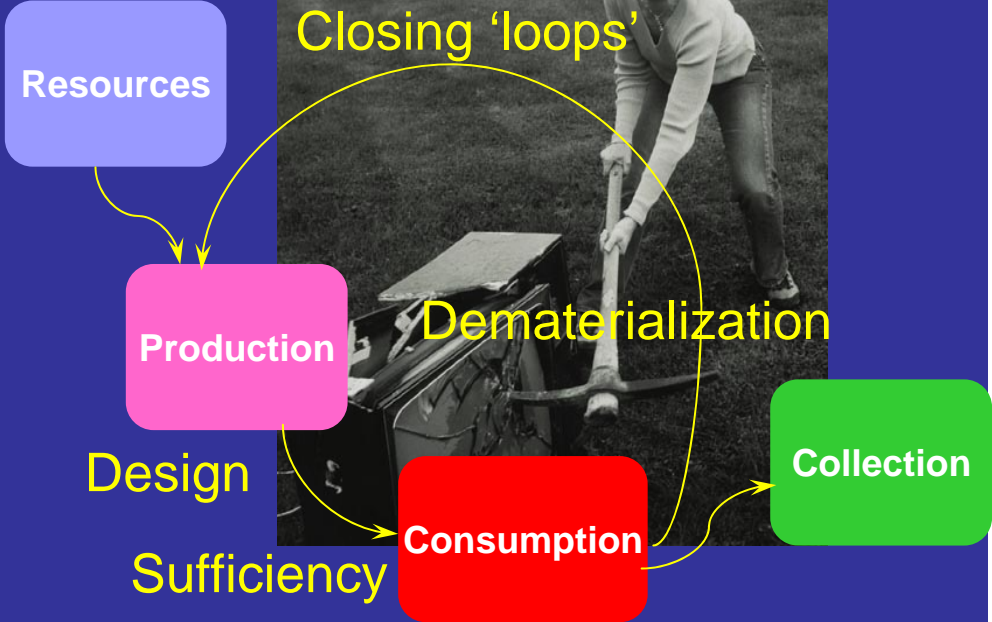 Closing ‘loops’
Resources
Dematerialization
Production
Collection
Design
Consumption
Sufficiency